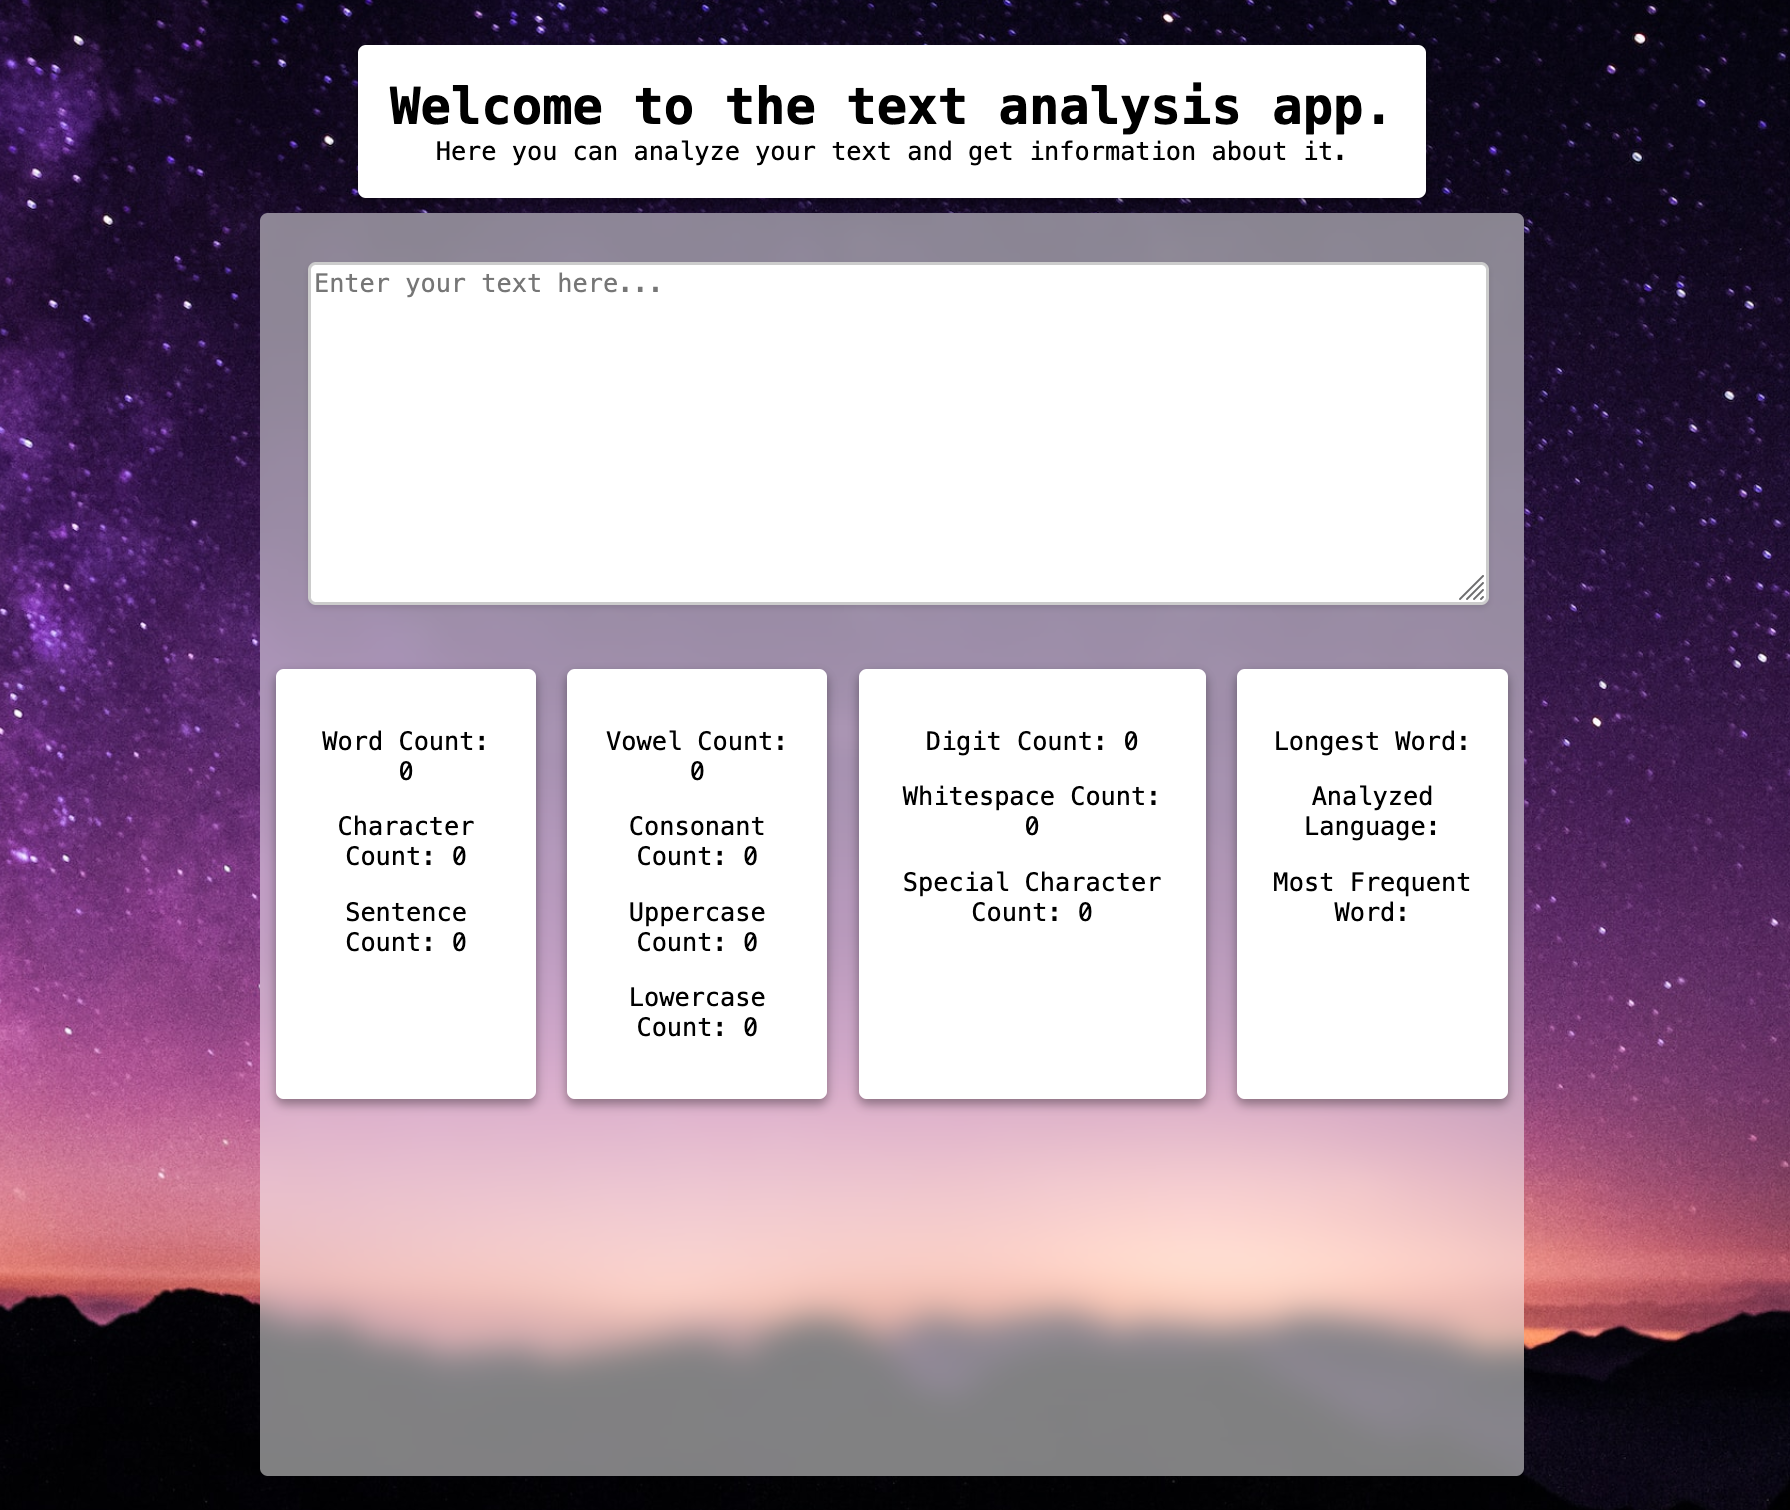 Welcome to the text analysis app.
Here you can analyze your text and get information about it.
Enter your text here...
Word Count:
0
Character
Count: 0
Sentence
Count: 0
Vowel Count:
0
Consonant
Count: 0
Uppercase
Count: 0
Lowercase
Count: 0
Digit Count: 0
Whitespace Count:
0
Special Character
Count: 0
Longest Word:
Analyzed
Language:
Most Frequent
Word: